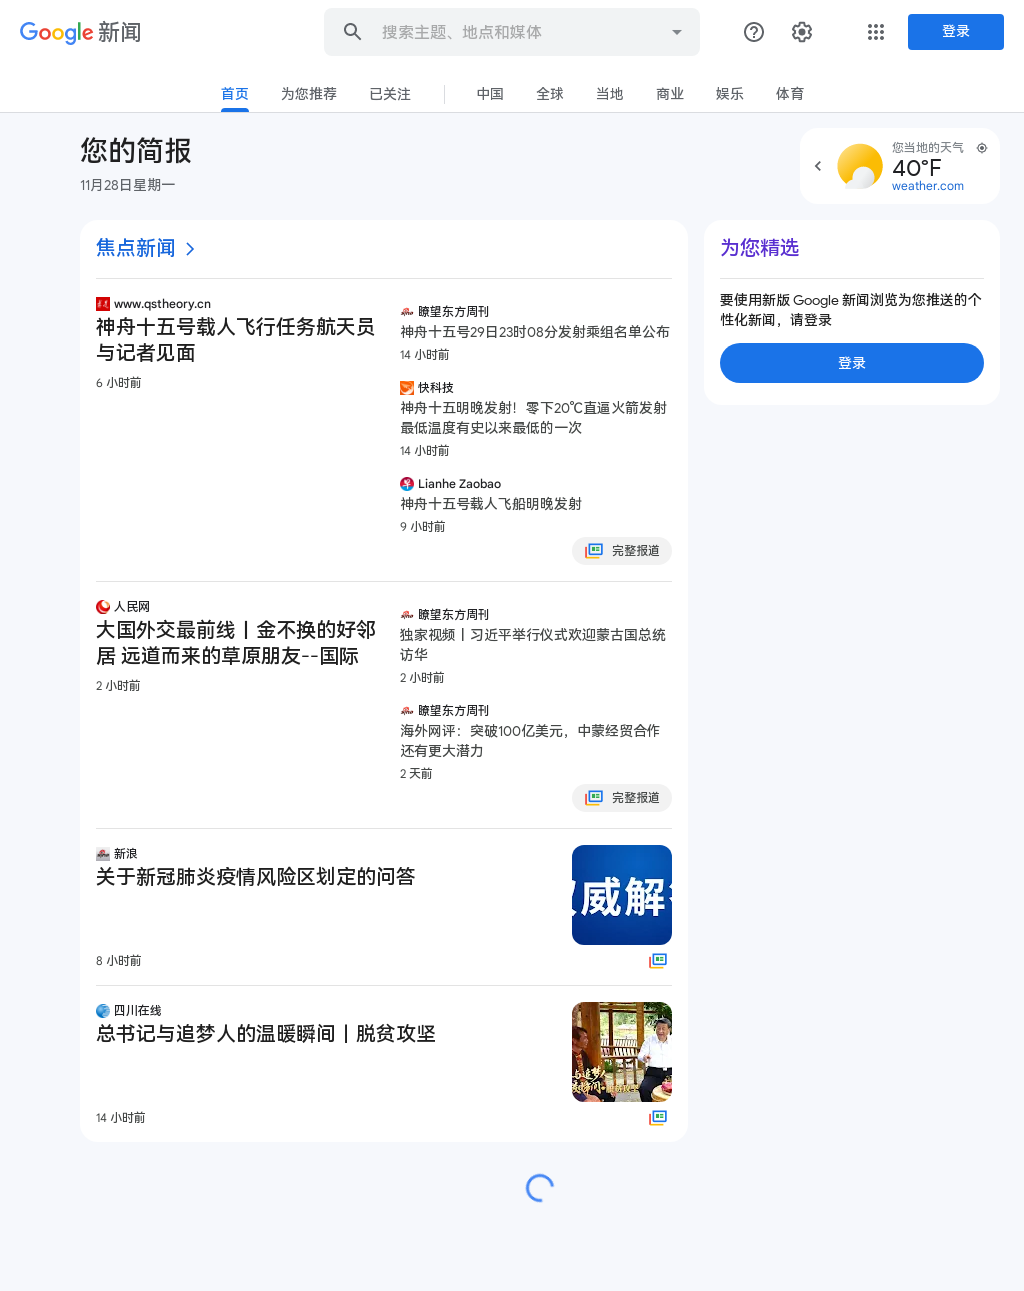 Google 新闻
搜索主题、地点和媒体
登录
首页
为您推荐
已关注
中国
全球
当地
商业
娱乐
体育
您的简报
11月28日星期一
您当地的天气
40°F
weather.com
焦点新闻
www.qstheory.cn
神舟十五号载人飞行任务航天员
与记者见面
6 小时前
瞭望东方周刊
神舟十五号29日23时08分发射乘组名单公布
14 小时前
快科技
神舟十五明晚发射！零下20℃直逼火箭发射
最低温度有史以来最低的一次
14 小时前
Lianhe Zaobao
神舟十五号载人飞船明晚发射
9 小时前
完整报道
人民网
大国外交最前线丨金不换的好邻
居 远道而来的草原朋友--国际
2 小时前
瞭望东方周刊
独家视频丨习近平举行仪式欢迎蒙古国总统
访华
2 小时前
瞭望东方周刊
海外网评：突破100亿美元，中蒙经贸合作
还有更大潜力
2 天前
完整报道
新浪
关于新冠肺炎疫情风险区划定的问答
威解
8 小时前
四川在线
总书记与追梦人的温暖瞬间丨脱贫攻坚
14 小时前
为您精选
要使用新版 Google 新闻浏览为您推送的个
性化新闻，请登录
登录